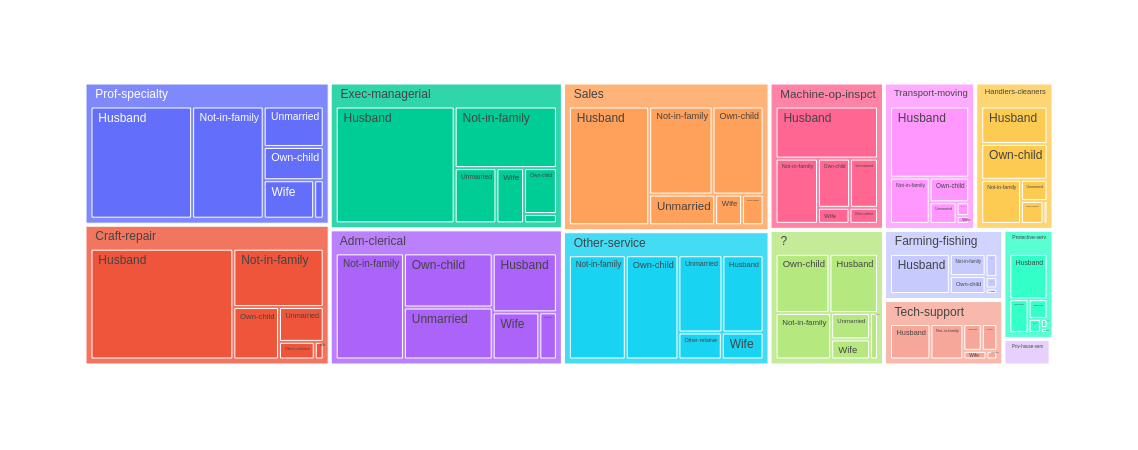 Prof-specialty
Husband
Not-in-family
Unmarried
Own-child
Wife
Craft-repair
Husband
Not-in-family
Own-child
Unmarried
Exec-managerial
Husband
Not-in-family
Unmarried
Wife
Own-child
Adm-clerical
Not-in-family
Own-child
Husband
Unmarried
Wife
Sales
Husband
Not-in-family
Own-child
Unmarried
Wife
Other-service
Not-in-family
Own-child
Unmarried
Husband
Other-relative
Wife
Machine-op-inspct
Husband
Not-in-family
Own-child
Unmarried
Wife
?
Own-child
Husband
Not-in-family
Unmarried
Wife
Transport-moving
Husband
Not-in-family
Own-child
Unmarried
Wife
Handlers-cleaners
Husband
Own-child
Not-in-family
Unmarried
Farming-fishing
Husband
Not-in-family
Own-child
Tech-support
Husband
Not-in-family
Wife
Protective-serv
Husband
Priv-house-serv